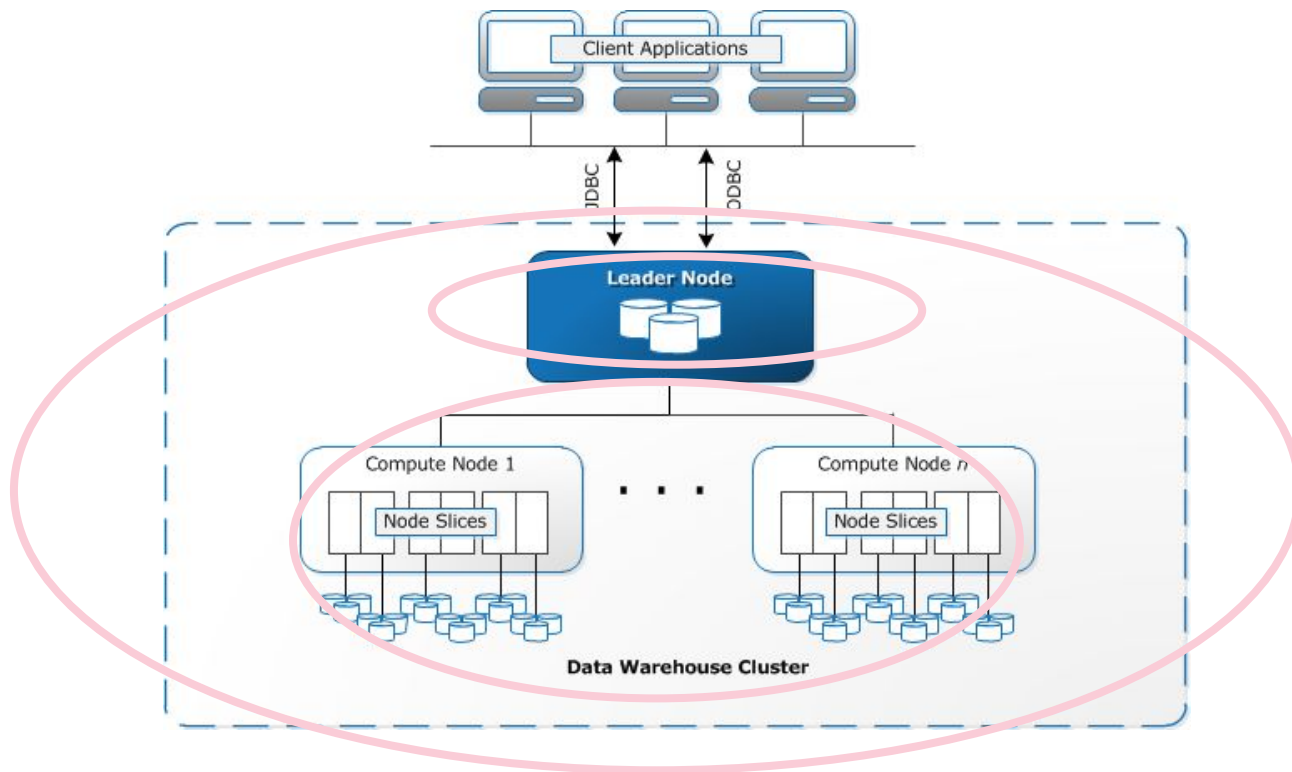 Client Applications
JDBC
ODBC
Leader Node
Compute Node 1
Compute Node n
Node Slices
Node Slices
Data Warehouse Cluster